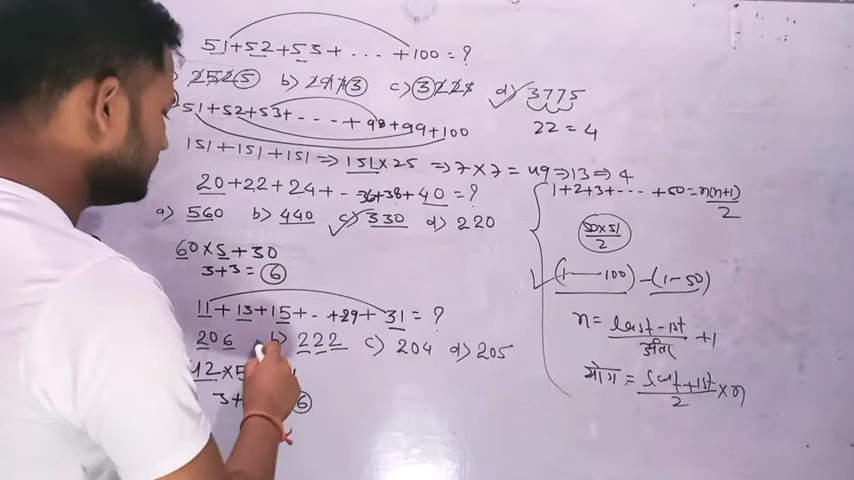 51+52+53+ . . . . +100 = ?
2525 b) 2973 c) 3225 d) 3775
22 = 4
51+52+53+ - - - - + 98+99+100
151+151+151 ⇒ 151×25 ⇒ 7×7 = 49 ⇒ 13 ⇒ 4
20+22+24+ - 36+38+40 = ?
a) 560 b) 440 c) 330 d) 220
60×5+30
3+3 = 6
11+13+15+ - - +29+ 31 = ?
206 b) 222 c) 204 d) 205
42×5
3+ 6
1+2+3+ - - - - +50 = n(n+1)/2
50×51/2
(1——100) - (1-50)
n = last-1st/अंतर +1
योग = last+1st/2 × n